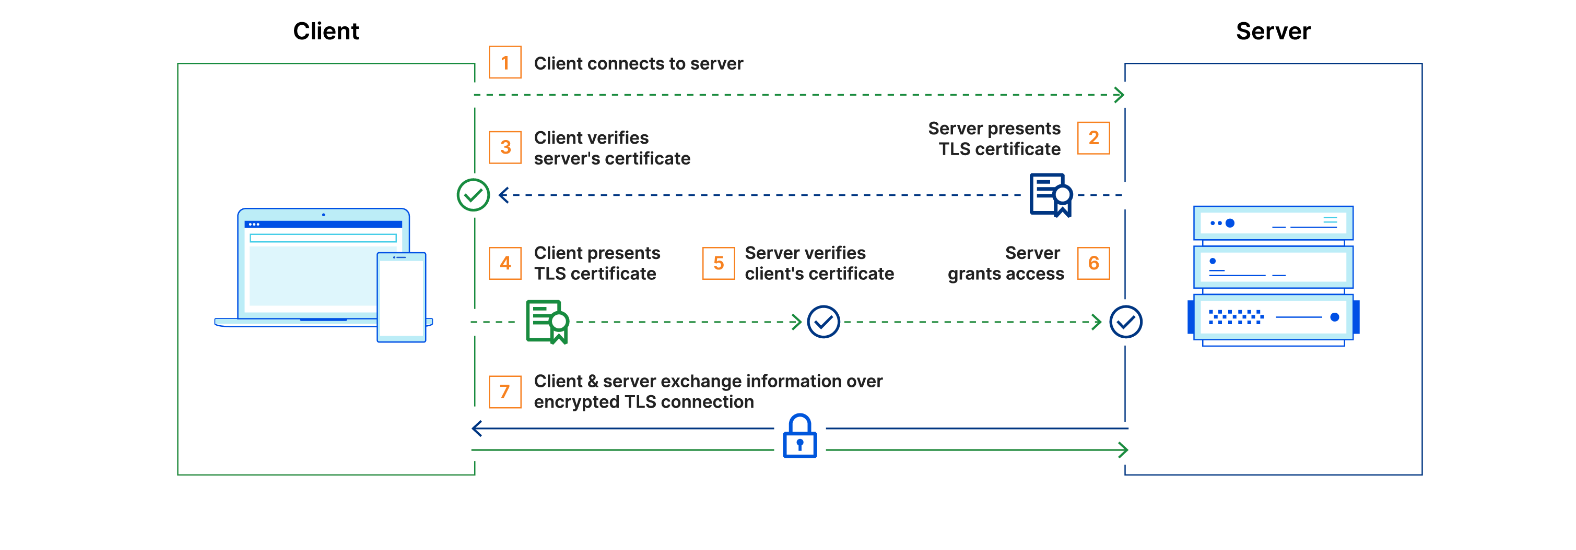 Client
Server
1
Client connects to server
Server presents
TLS certificate
2
3
Client verifies
server's certificate
4
Client presents
TLS certificate
5
Server verifies
client's certificate
Server
grants access
6
7
Client & server exchange information over
encrypted TLS connection